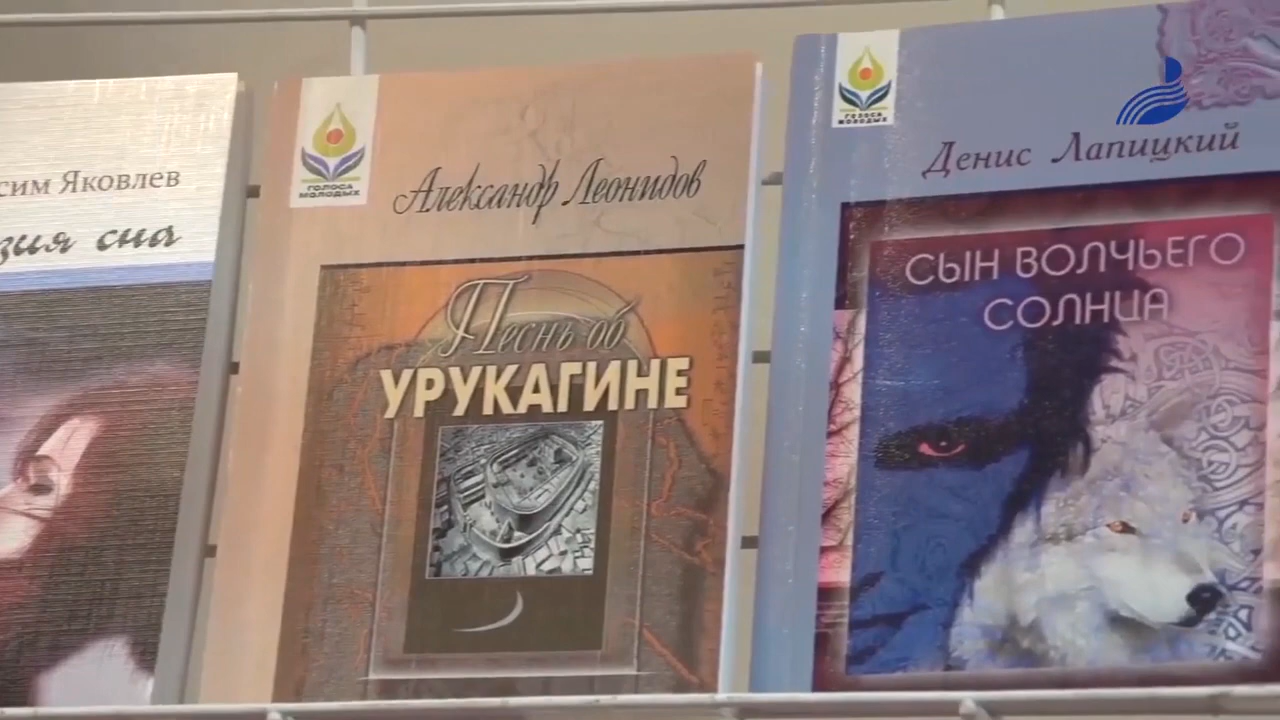 сим Яковлев
зия сна
ГОЛОСА
МОЛОДЫХ
Александр Леонидов
Песнь об
УРУКАГИНЕ
ГОЛОСА
МОЛОДЫХ
Денис Лапицкий
СЫН ВОЛЧЬЕГО
СОЛНЦА